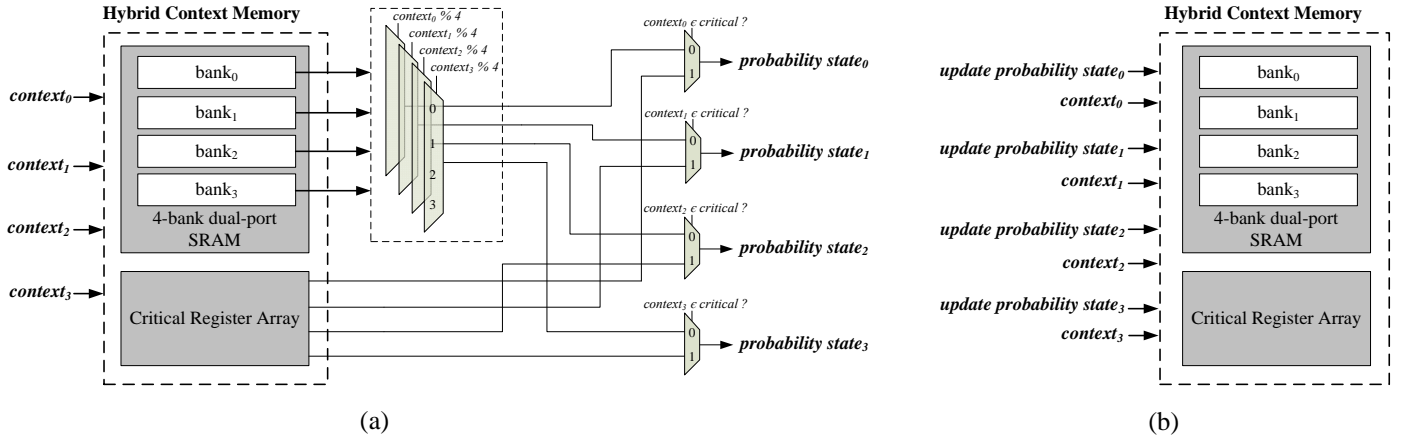 Hybrid Context Memory
context₀
context₁
context₂
context₃
bank₀
bank₁
bank₂
bank₃
4-bank dual-port
SRAM
Critical Register Array
context₀ % 4
context₁ % 4
context₂ % 4
context₃ % 4
0
1
2
3
context₀ ϵ critical ?
0
1
probability state₀
context₁ ϵ critical ?
0
1
probability state₁
context₂ ϵ critical ?
0
1
probability state₂
context₃ ϵ critical ?
0
1
probability state₃
(a)
Hybrid Context Memory
update probability state₀
context₀
update probability state₁
context₁
update probability state₂
context₂
update probability state₃
context₃
bank₀
bank₁
bank₂
bank₃
4-bank dual-port
SRAM
Critical Register Array
(b)